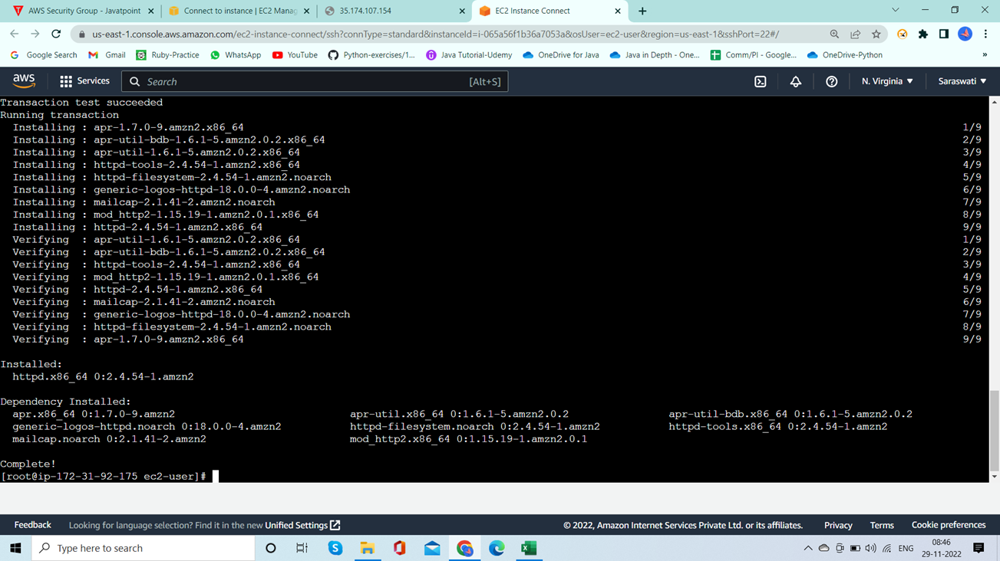 AWS Security Group - Javatpoint
Connect to instance | EC2 Manag
35.174.107.154
EC2 Instance Connect
us-east-1.console.aws.amazon.com/ec2-instance-connect/ssh?connType=standard&instanceId=i-065a56f1b36a7053a&osUser=ec2-user&region=us-east-1&sshPort=22#/
Google Search Gmail Ruby-Practice WhatsApp YouTube Python-exercises/1... Java Tutorial-Udemy OneDrive for Java Java in Depth - One... Comm/PI - Google... OneDrive-Python »
aws Services Search [Alt+S] N. Virginia Saraswati
Transaction test succeeded
Running transaction
Installing : apr-1.7.0-9.amzn2.x86_64 1/9
Installing : apr-util-bdb-1.6.1-5.amzn2.0.2.x86_64 2/9
Installing : apr-util-1.6.1-5.amzn2.0.2.x86_64 3/9
Installing : httpd-tools-2.4.54-1.amzn2.x86_64 4/9
Installing : httpd-filesystem-2.4.54-1.amzn2.noarch 5/9
Installing : generic-logos-httpd-18.0.0-4.amzn2.noarch 6/9
Installing : mailcap-2.1.41-2.amzn2.noarch 7/9
Installing : mod_http2-1.15.19-1.amzn2.0.1.x86_64 8/9
Installing : httpd-2.4.54-1.amzn2.x86_64 9/9
Verifying : apr-util-1.6.1-5.amzn2.0.2.x86_64 1/9
Verifying : apr-util-bdb-1.6.1-5.amzn2.0.2.x86_64 2/9
Verifying : httpd-tools-2.4.54-1.amzn2.x86_64 3/9
Verifying : mod_http2-1.15.19-1.amzn2.0.1.x86_64 4/9
Verifying : httpd-2.4.54-1.amzn2.x86_64 5/9
Verifying : mailcap-2.1.41-2.amzn2.noarch 6/9
Verifying : generic-logos-httpd-18.0.0-4.amzn2.noarch 7/9
Verifying : httpd-filesystem-2.4.54-1.amzn2.noarch 8/9
Verifying : apr-1.7.0-9.amzn2.x86_64 9/9
Installed:
httpd.x86_64 0:2.4.54-1.amzn2
Dependency Installed:
apr.x86_64 0:1.7.0-9.amzn2 apr-util.x86_64 0:1.6.1-5.amzn2.0.2 apr-util-bdb.x86_64 0:1.6.1-5.amzn2.0.2
generic-logos-httpd.noarch 0:18.0.0-4.amzn2 httpd-filesystem.noarch 0:2.4.54-1.amzn2 httpd-tools.x86_64 0:2.4.54-1.amzn2
mailcap.noarch 0:2.1.41-2.amzn2 mod_http2.x86_64 0:1.15.19-1.amzn2.0.1
Complete!
[root@ip-172-31-92-175 ec2-user]#
Feedback Looking for language selection? Find it in the new Unified Settings © 2022, Amazon Internet Services Private Ltd. or its affiliates. Privacy Terms Cookie preferences
Type here to search ENG 08:46
29-11-2022